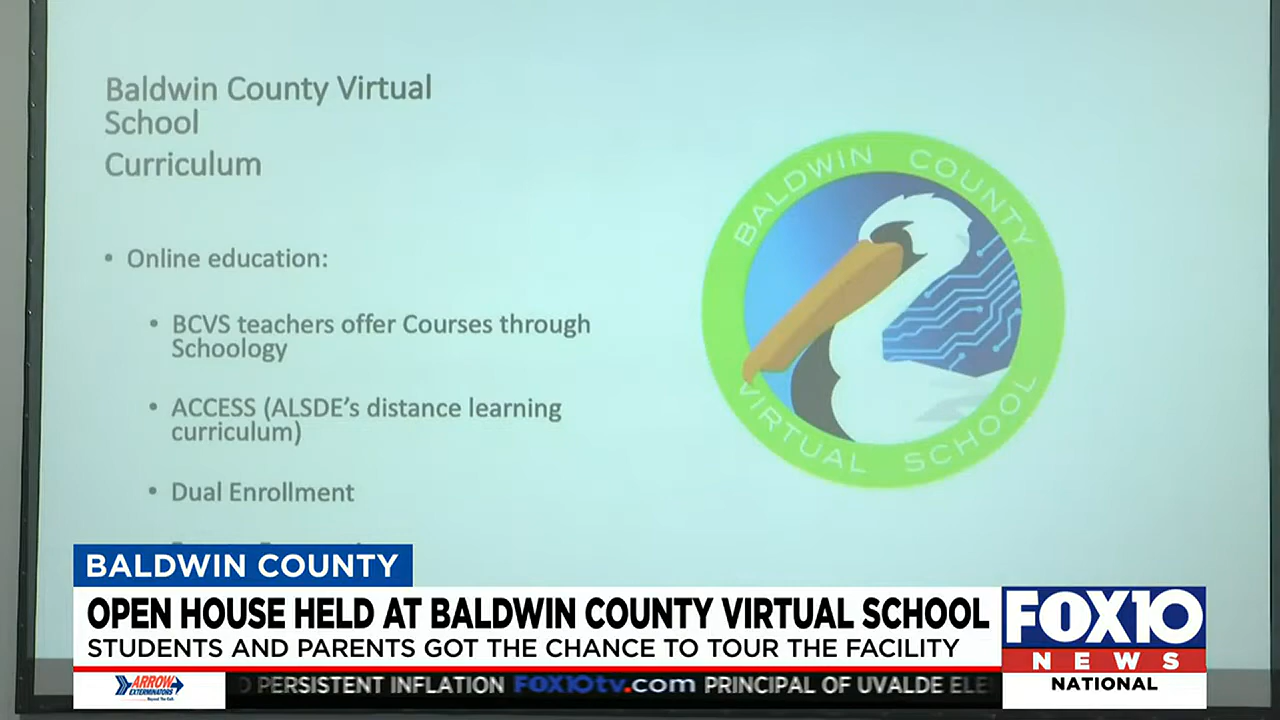 Baldwin County Virtual
School
Curriculum
• Online education:
• BCVS teachers offer Courses through
Schoology
• ACCESS (ALSDE's distance learning
curriculum)
• Dual Enrollment
BALDWIN COUNTY
VIRTUAL SCHOOL
BALDWIN COUNTY
OPEN HOUSE HELD AT BALDWIN COUNTY VIRTUAL SCHOOL
STUDENTS AND PARENTS GOT THE CHANCE TO TOUR THE FACILITY
FOX10
NEWS
NATIONAL
ARROW
EXTERMINATORS
PERSISTENT INFLATION FOX10tv.com PRINCIPAL OF UVALDE ELE